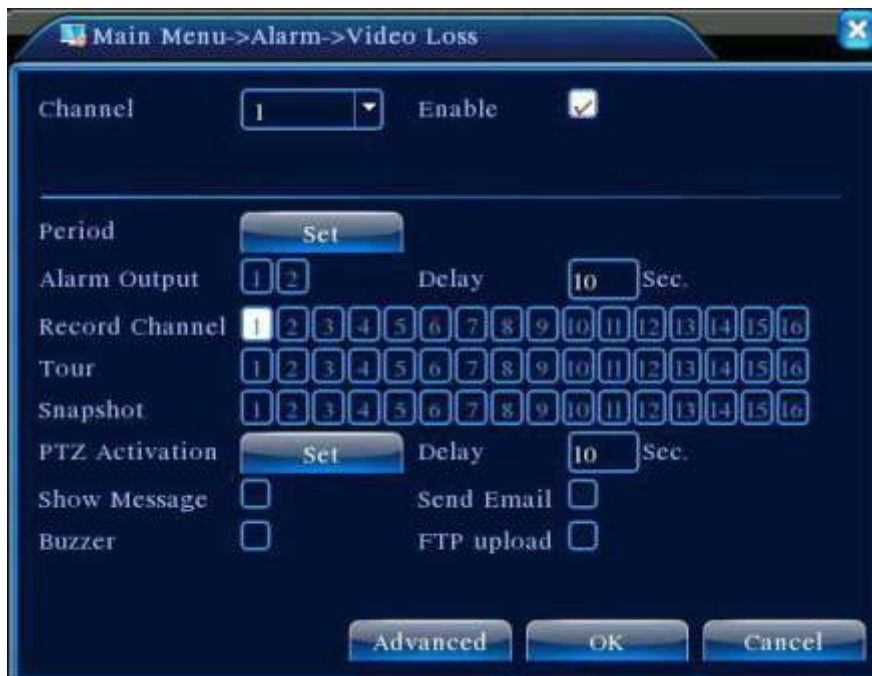 Main Menu->Alarm->Video Loss
Channel 1 Enable
Period Set
Alarm Output 1 2 Delay 10 Sec.
Record Channel 1 2 3 4 5 6 7 8 9 10 11 12 13 14 15 16
Tour 1 2 3 4 5 6 7 8 9 10 11 12 13 14 15 16
Snapshot 1 2 3 4 5 6 7 8 9 10 11 12 13 14 15 16
PTZ Activation Set Delay 10 Sec.
Show Message Send Email
Buzzer FTP upload
Advanced OK Cancel